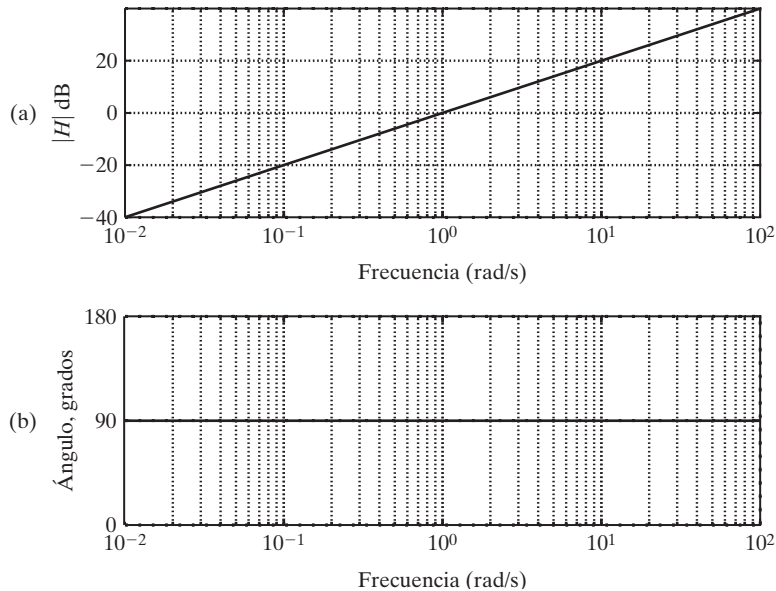 (a)
|H| dB
20
0
−20
−40
10⁻² 10⁻¹ 10⁰ 10¹ 10²
Frecuencia (rad/s)
(b)
Ángulo, grados
180
90
0
10⁻² 10⁻¹ 10⁰ 10¹ 10²
Frecuencia (rad/s)